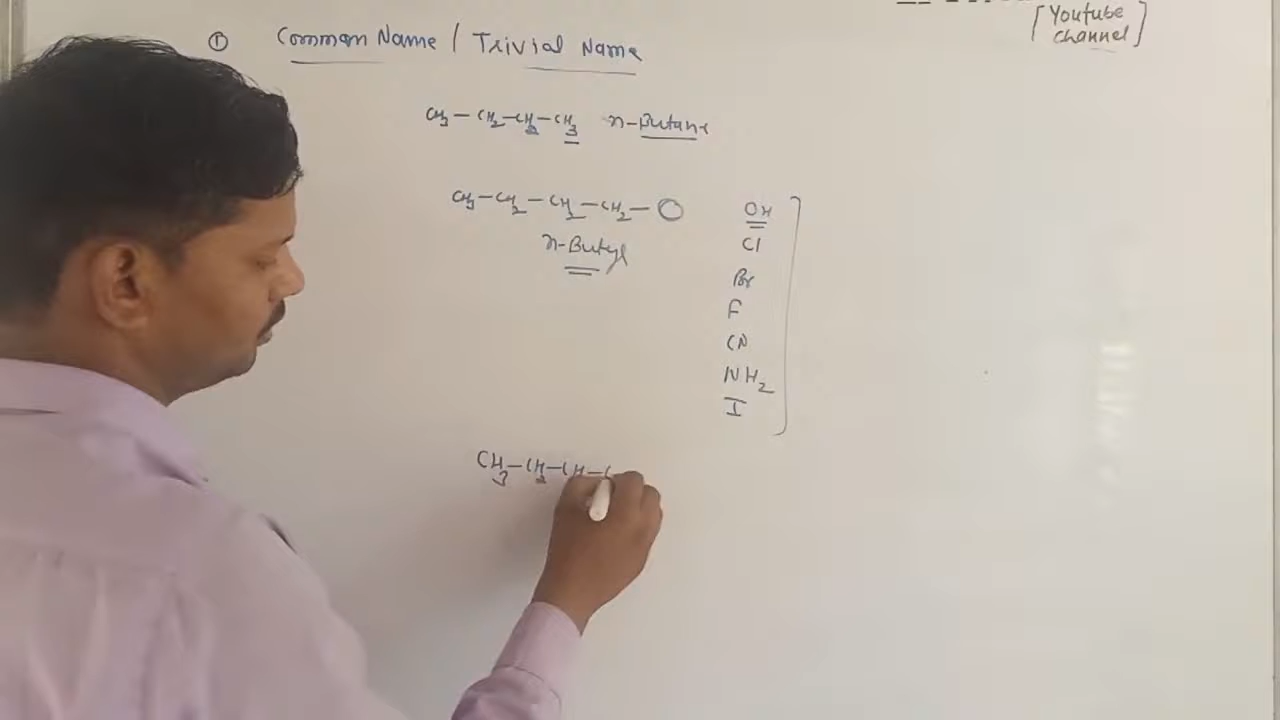 [Youtube
channel]
① Common Name / Trivial Name
CH3 – CH2 – CH2 – CH3 n-Butane
CH3 – CH2 – CH2 – CH2 – O
n-Butyl
OH
Cl
Br
F
CN
NH2
I
CH3 – CH2 – CH –